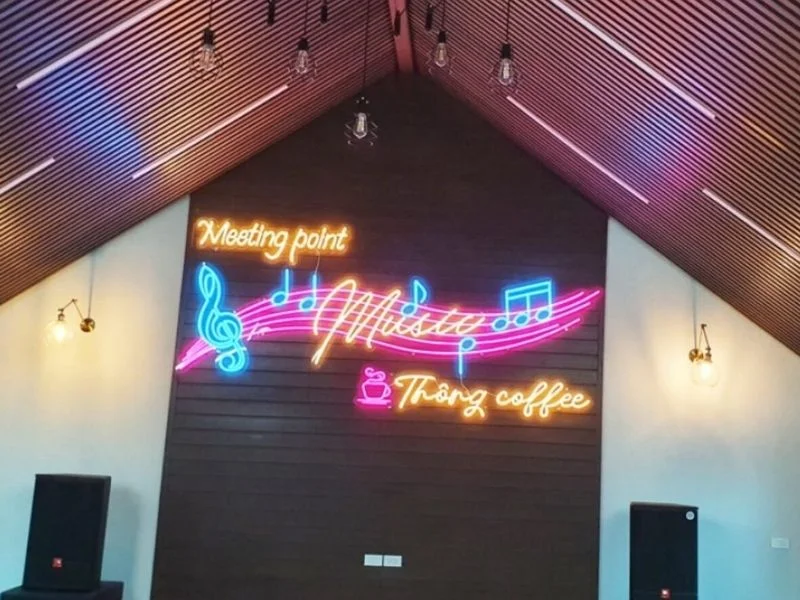 Meeting point
Music
Thông coffee